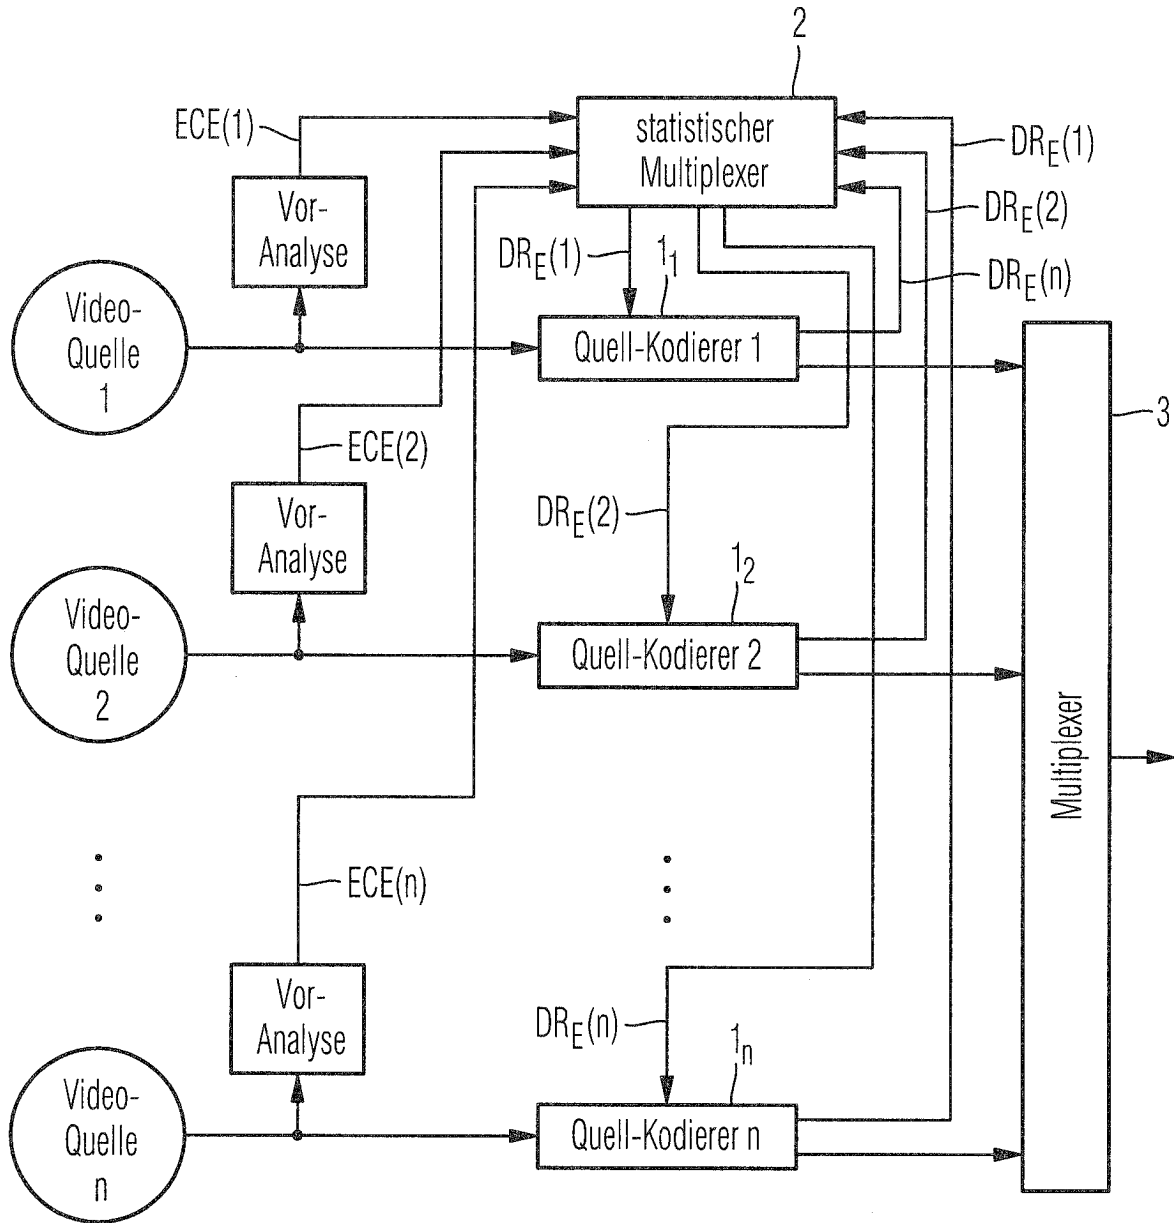 2
ECE(1)
statistischer
Multiplexer
DR_E(1)
Vor-
Analyse
DR_E(2)
DR_E(1)
1_1
DR_E(n)
Video-
Quelle
1
Quell-Kodierer 1
3
ECE(2)
Vor-
Analyse
DR_E(2)
1_2
Video-
Quelle
2
Quell-Kodierer 2
Multiplexer
ECE(n)
Vor-
Analyse
DR_E(n)
1_n
Video-
Quelle
n
Quell-Kodierer n